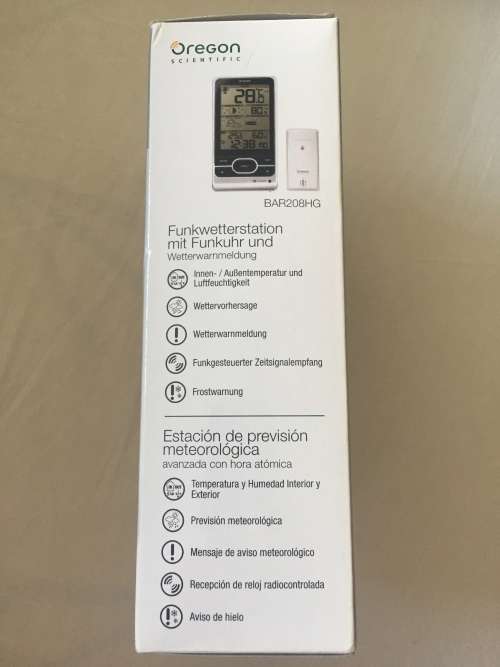 Oregon
SCIENTIFIC
BAR208HG
Funkwetterstation
mit Funkuhr und
Wetterwarnmeldung
Innen- / Außentemperatur und
Luftfeuchtigkeit
Wettervorhersage
Wetterwarnmeldung
Funkgesteuerter Zeitsignalempfang
Frostwarnung
Estación de previsión
meteorológica
avanzada con hora atómica
Temperatura y Humedad Interior y
Exterior
Previsión meteorológica
Mensaje de aviso meteorológico
Recepción de reloj radiocontrolada
Aviso de hielo